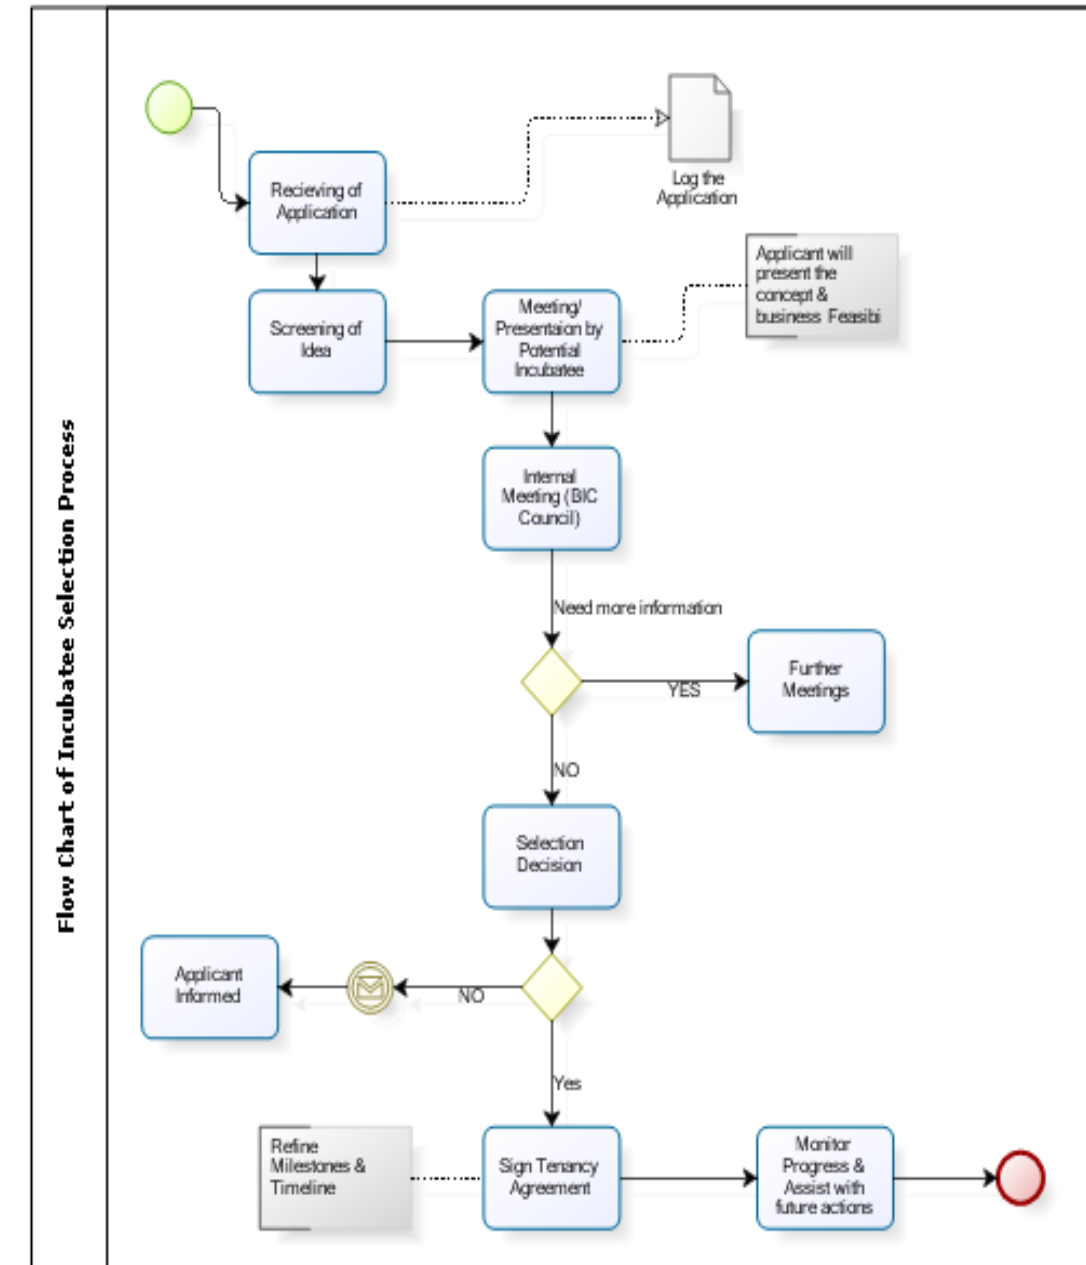 Flow Chart of Incubatee Selection Process
Log the
Application
Recieving of
Application
Applicant will
present the
concept &
business Feasibi
Screening of
Idea
Meeting/
Presentaion by
Potential
Incubatee
Internal
Meeting (BIC
Council)
Need more information
YES
Further
Meetings
NO
Selection
Decision
Applicant
Informed
NO
Yes
Refine
Milestones &
Timeline
Sign Tenancy
Agreement
Monitor
Progress &
Assist with
future actions